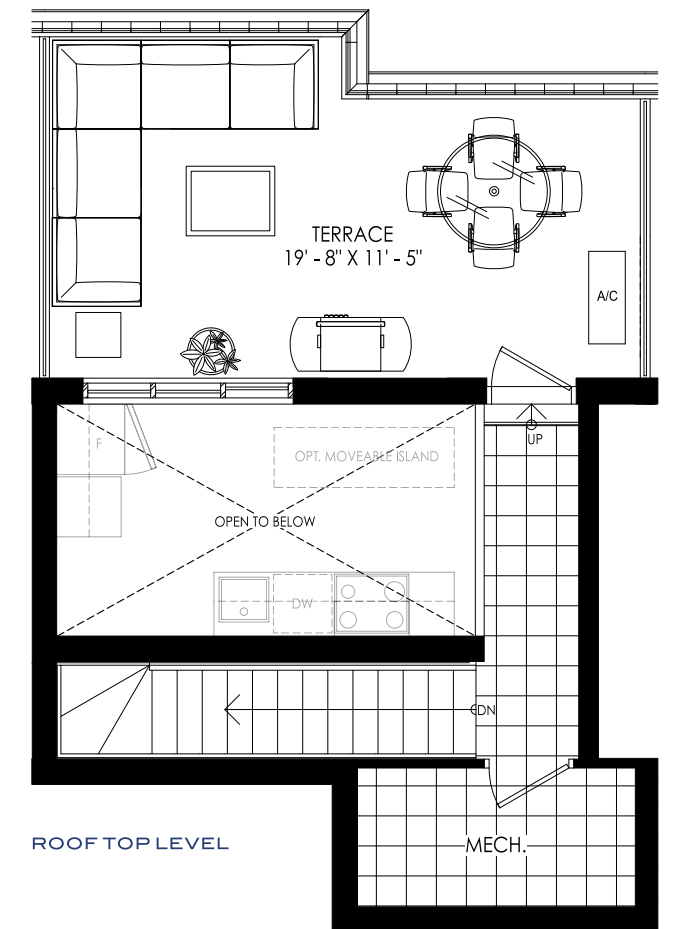 TERRACE
19' - 8" X 11' - 5"
A/C
UP
F
OPT. MOVEABLE ISLAND
OPEN TO BELOW
DW
DN
ROOF TOP LEVEL
MECH.